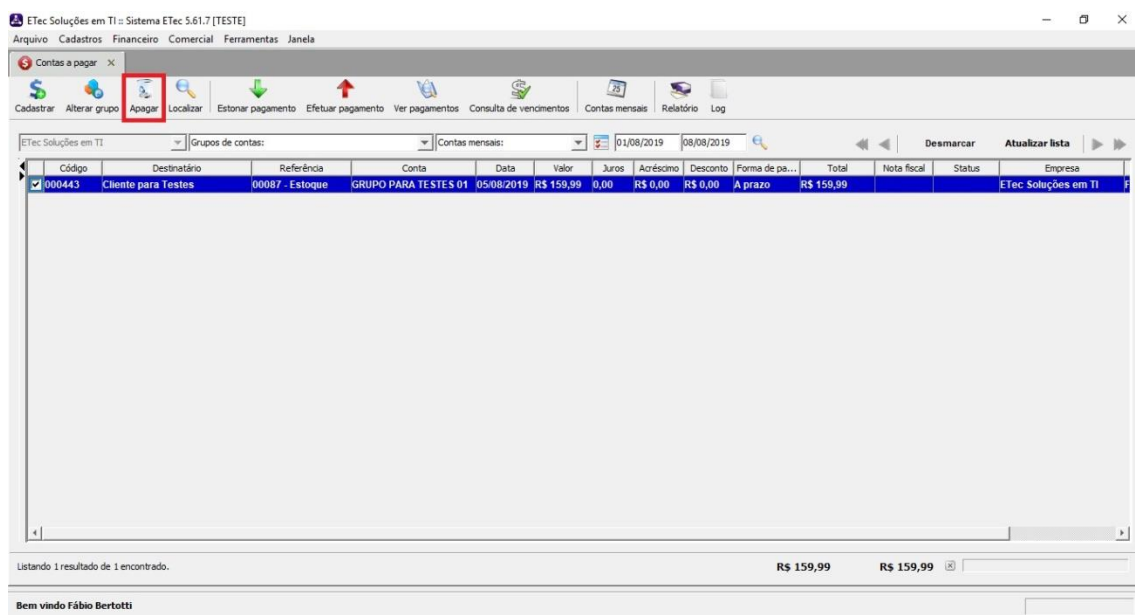 ETec Soluções em TI :: Sistema ETec 5.61.7 [TESTE]
Arquivo Cadastros Financeiro Comercial Ferramentas Janela
Contas a pagar
Cadastrar Alterar grupo Apagar Localizar Estonar pagamento Efetuar pagamento Ver pagamentos Consulta de vencimentos Contas mensais Relatório Log
ETec Soluções em TI Grupos de contas: Contas mensais: 01/08/2019 08/08/2019 Desmarcar Atualizar lista
Código Destinatário Referência Conta Data Valor Juros Acréscimo Desconto Forma de pa... Total Nota fiscal Status Empresa
000443 Cliente para Testes 00087 - Estoque GRUPO PARA TESTES 01 05/08/2019 R$ 159,99 0,00 R$ 0,00 R$ 0,00 A prazo R$ 159,99 ETec Soluções em TI F
Listando 1 resultado de 1 encontrado. R$ 159,99 R$ 159,99
Bem vindo Fábio Bertotti